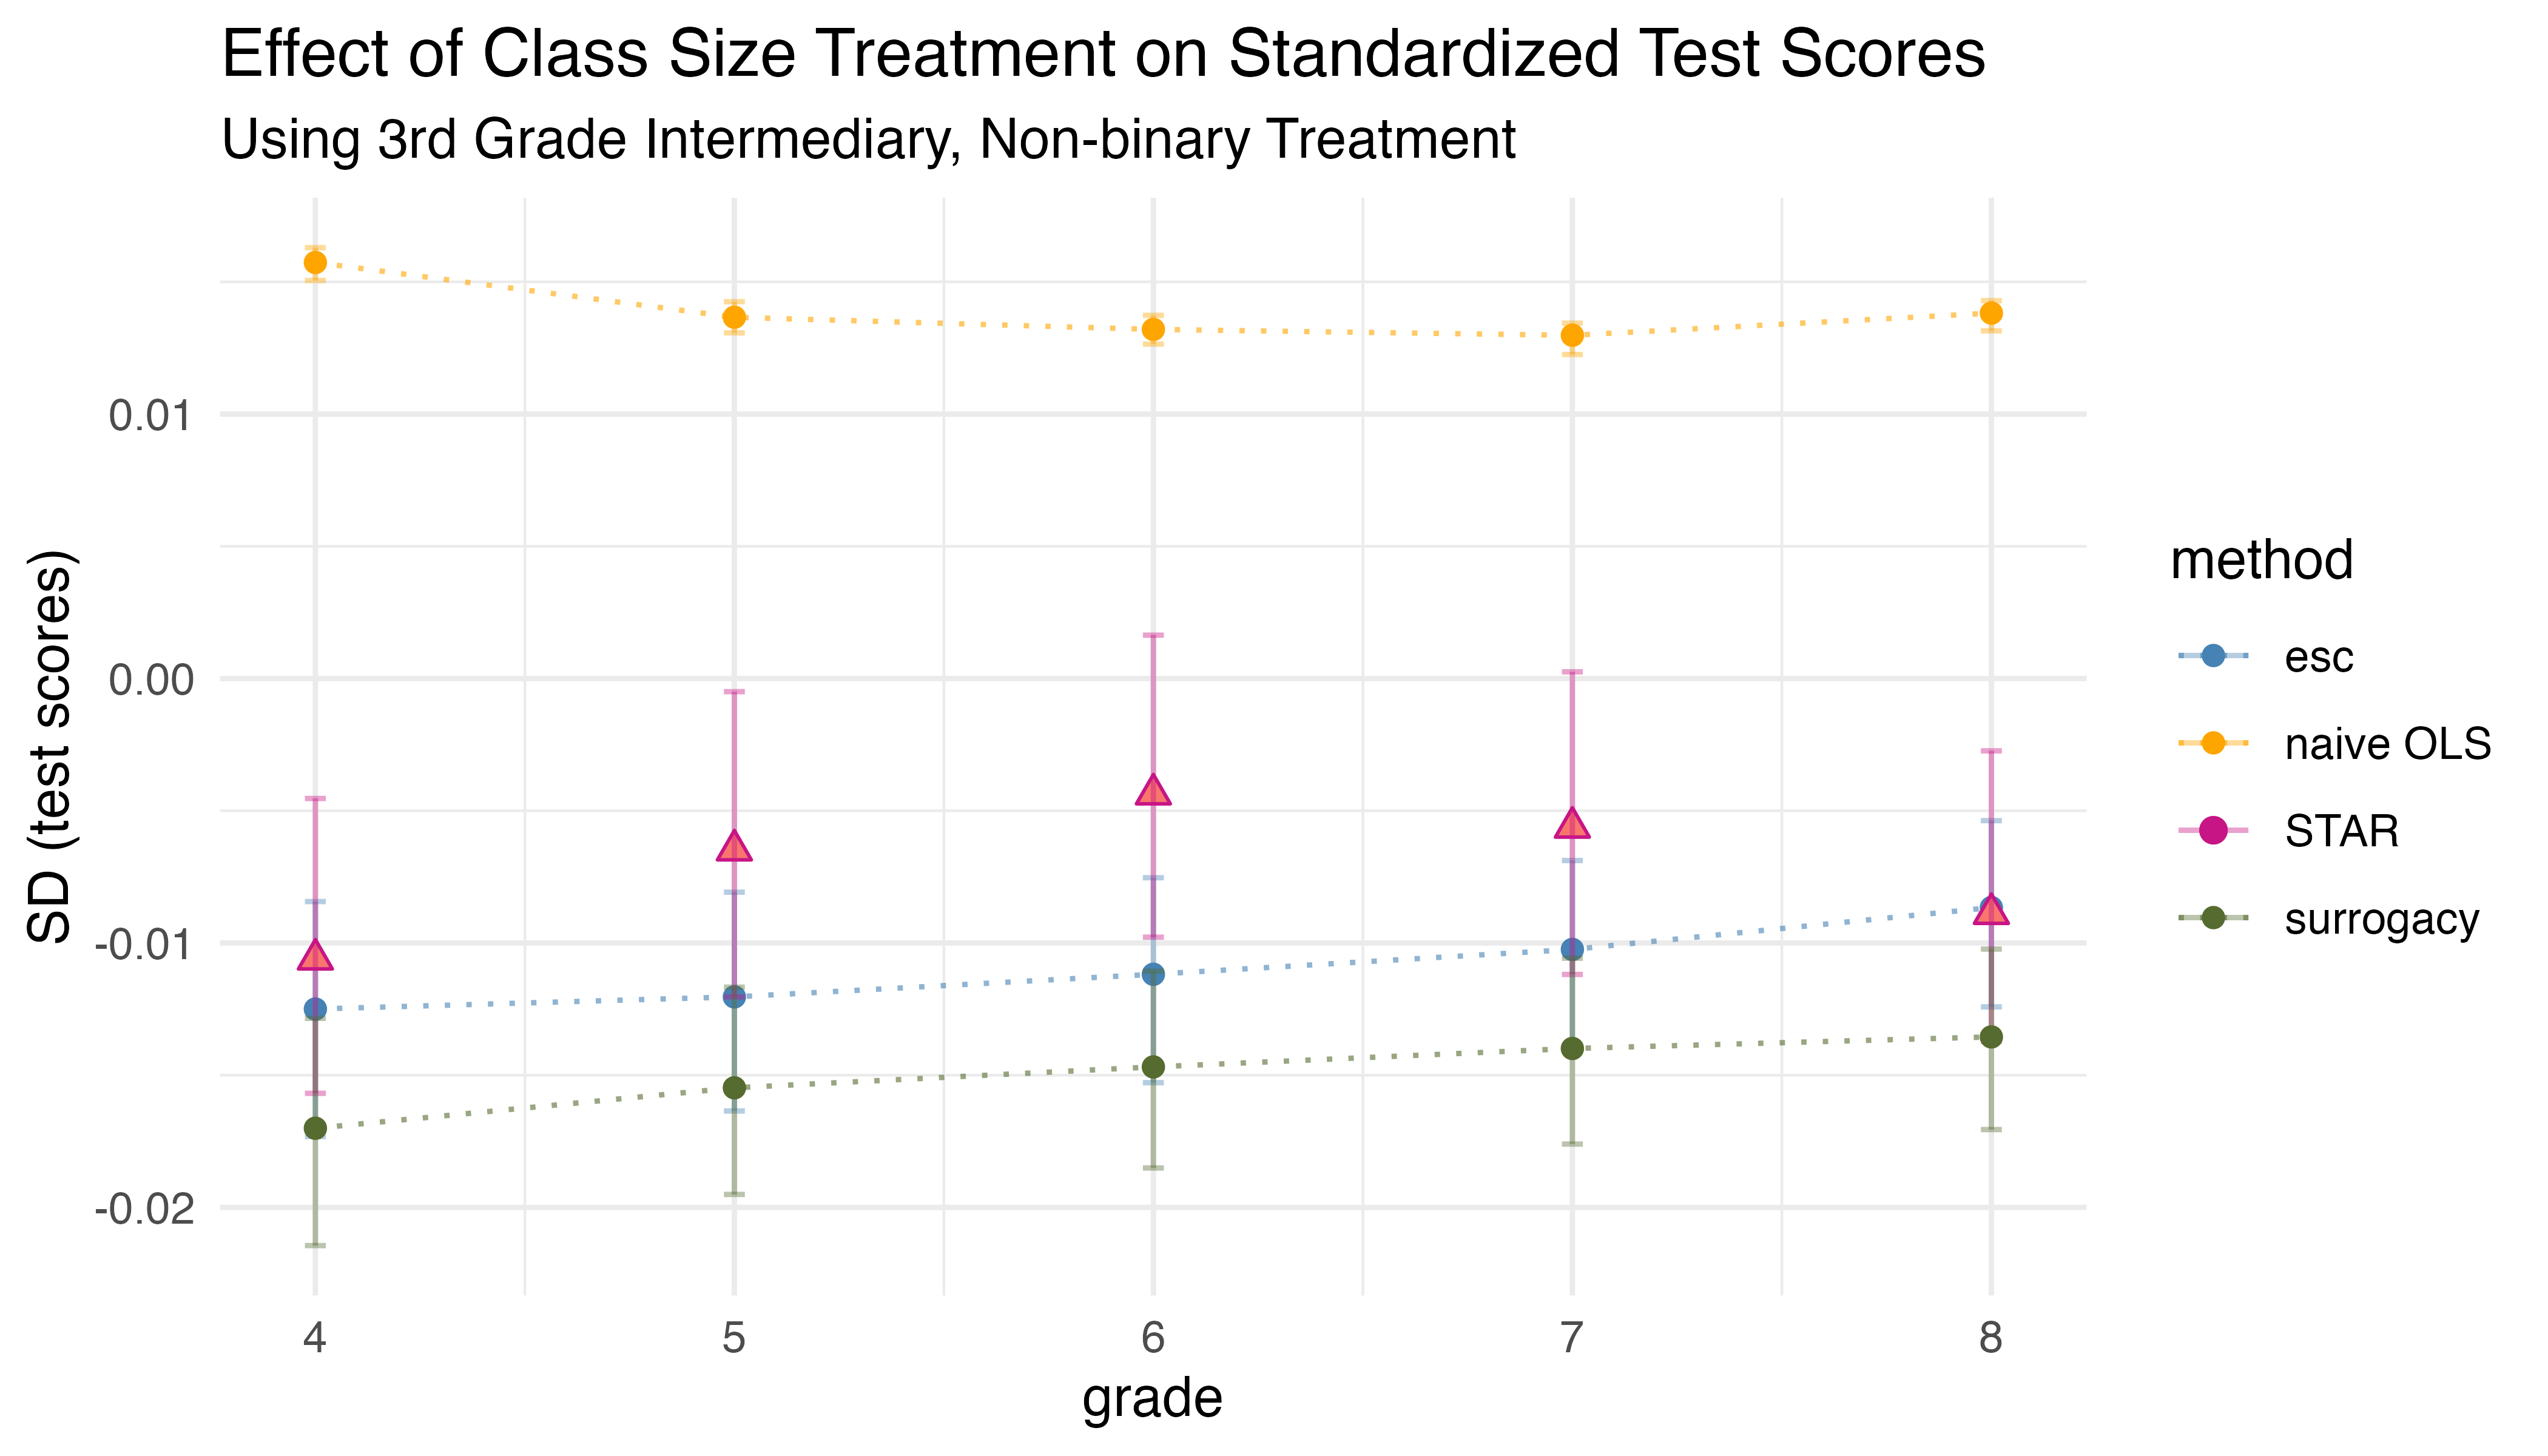 Effect of Class Size Treatment on Standardized Test Scores
Using 3rd Grade Intermediary, Non-binary Treatment
SD (test scores)
0.01
0.00
-0.01
-0.02
4 5 6 7 8
grade
method
esc
naive OLS
STAR
surrogacy